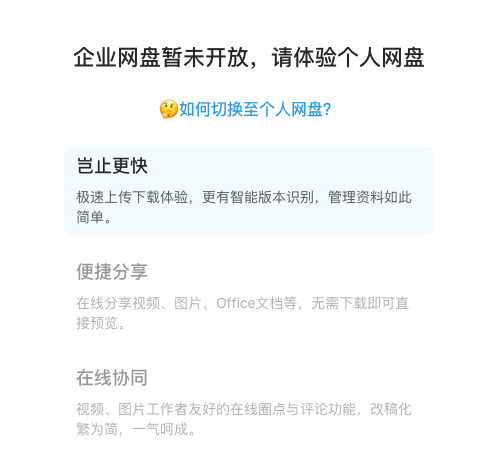 企业网盘暂未开放，请体验个人网盘
🤔如何切换至个人网盘？
岂止更快
极速上传下载体验，更有智能版本识别，管理资料如此
简单。
便捷分享
在线分享视频、图片、Office文档等，无需下载即可直
接预览。
在线协同
视频、图片工作者友好的在线圈点与评论功能，改稿化
繁为简，一气呵成。